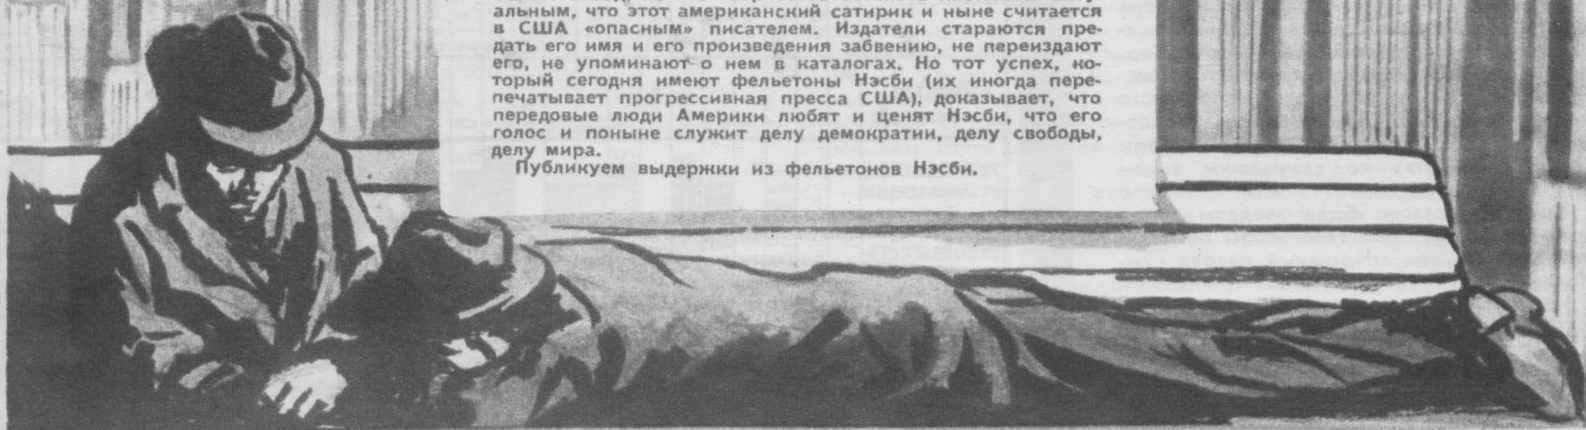 альным, что этот американский сатирик и ныне считается
в США «опасным» писателем. Издатели стараются пре-
дать его имя и его произведения забвению, не переиздают
его, не упоминают о нем в каталогах. Но тот успех, ко-
торый сегодня имеют фельетоны Нэсби (их иногда пере-
печатывает прогрессивная пресса США), доказывает, что
передовые люди Америки любят и ценят Нэсби, что его
голос и поныне служит делу демократии, делу свободы,
делу мира.
Публикуем выдержки из фельетонов Нэсби.